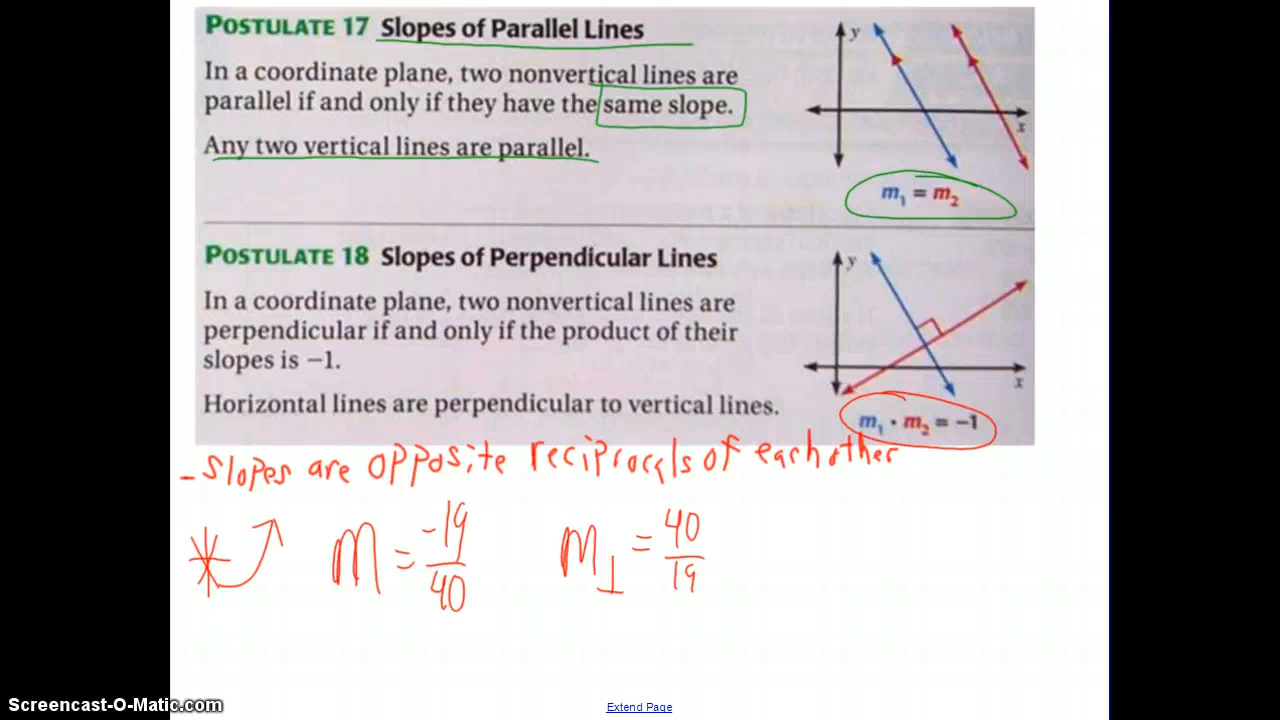 POSTULATE 17 Slopes of Parallel Lines
In a coordinate plane, two nonvertical lines are
parallel if and only if they have the same slope.
Any two vertical lines are parallel.
y
x
m₁ = m₂
POSTULATE 18 Slopes of Perpendicular Lines
In a coordinate plane, two nonvertical lines are
perpendicular if and only if the product of their
slopes is −1.
Horizontal lines are perpendicular to vertical lines.
y
x
m₁ · m₂ = −1
- Slopes are opposite reciprocals of each other
* m = -19/40 m⊥ = 40/19
Screencast-O-Matic.com
Extend Page